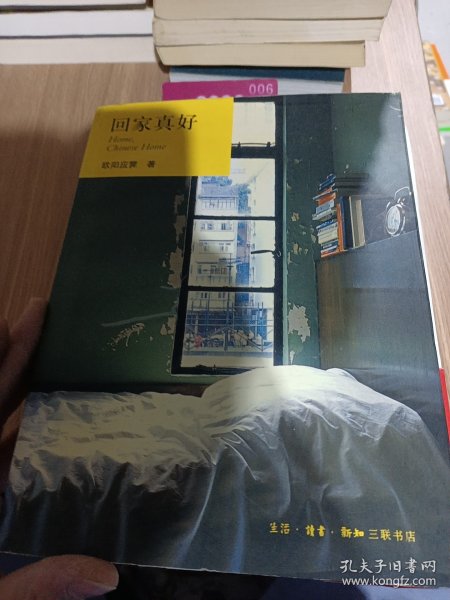 006
回家真好
Home,
Chinese Home
欧阳应霁 著
生活·讀書·新知 三联书店
孔夫子旧书网
www.kongfz.com